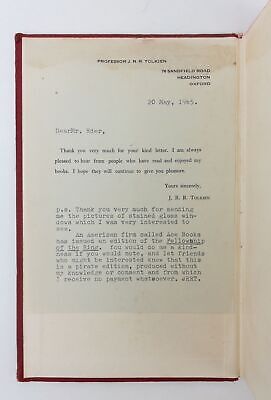 PROFESSOR J. R. R. TOLKIEN
76 SANDFIELD ROAD
HEADINGTON
OXFORD
20 May, 1965.
DearMr. Eder,
Thank you very much for your kind letter. I am always
pleased to hear from people who have read and enjoyed my
books. I hope they will continue to give you pleasure.
Yours sincerely,
J. R. R. TOLKIEN
p.s. Thank you very much for sending
me the pictures of stained glass win-
dows which I was very interested to
see.
An American firm called Ace Books
has issued an edition of the Fellowship
of the Ring. You would do me a kind-
ness if you would note, and let friends
who might be interested know that this
is a pirate edition, produced without
my knowledge or comment and from which
I receive no payment whatsoever. JRRT.